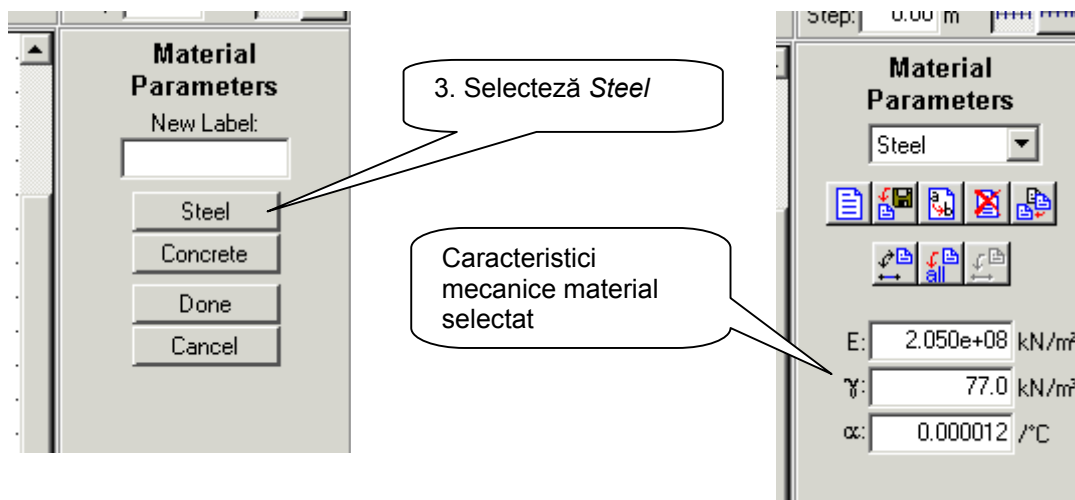 Material
Parameters
New Label:
Steel
Concrete
Done
Cancel
3. Selecteză Steel
Caracteristici
mecanice material
selectat
Step: 0.00 m
Material
Parameters
Steel
a
b
all
E: 2.050e+08 kN/m²
γ: 77.0 kN/m³
α: 0.000012 /°C